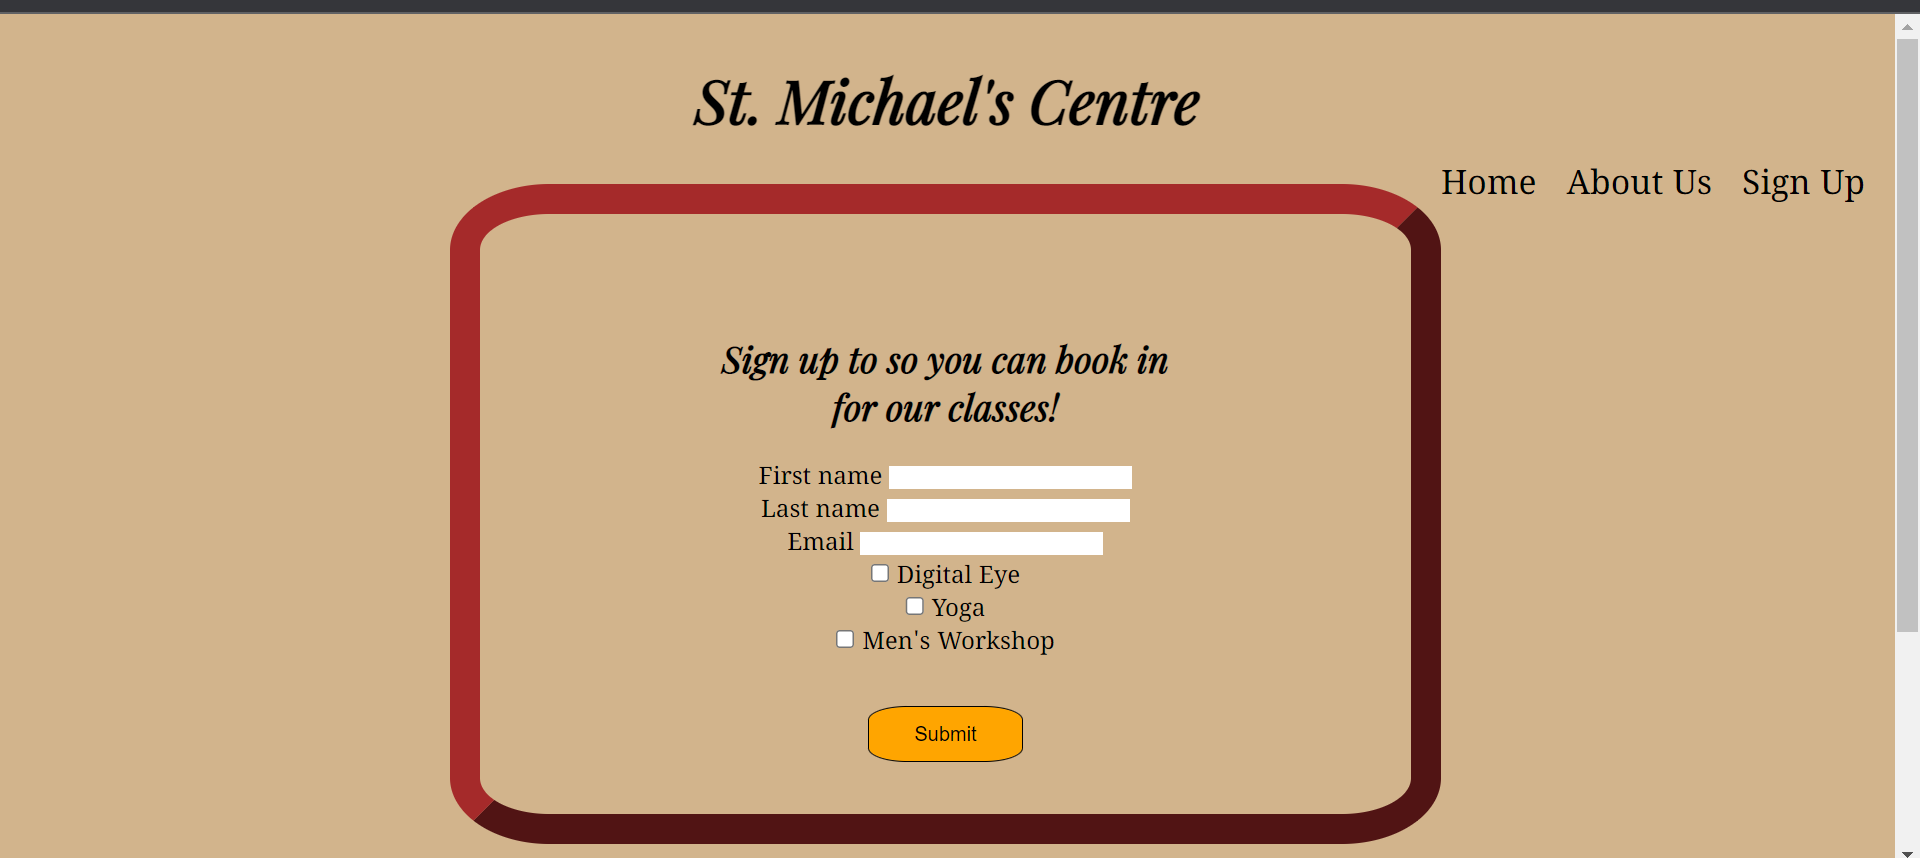 St. Michael's Centre
Home About Us Sign Up
Sign up to so you can book in
for our classes!
First name
Last name
Email
Digital Eye
Yoga
Men's Workshop
Submit